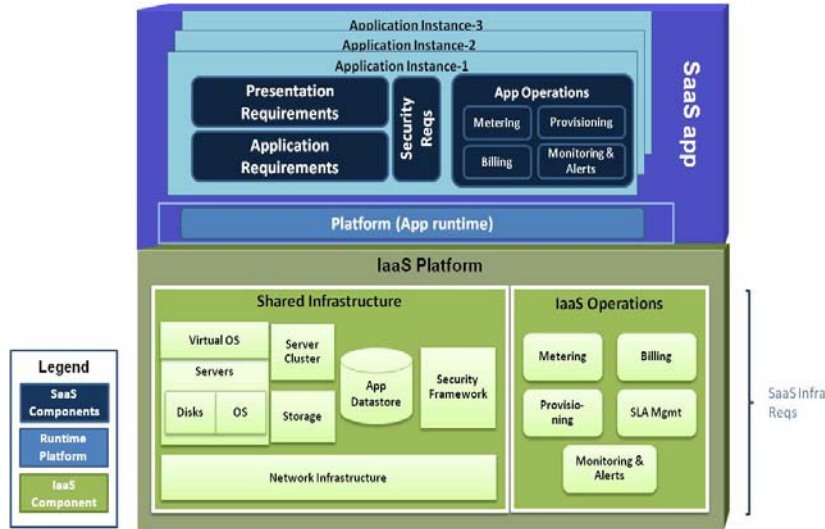 Application Instance-3
Application Instance-2
Application Instance-1
Presentation
Requirements
Application
Requirements
Security
Reqs
App Operations
Metering
Provisioning
Billing
Monitoring &
Alerts
SaaS app
Platform (App runtime)
IaaS Platform
Shared Infrastructure
Virtual OS
Servers
Disks
OS
Server
Cluster
Storage
App
Datastore
Security
Framework
Network Infrastructure
IaaS Operations
Metering
Billing
Provisio-
ning
SLA Mgmt
Monitoring &
Alerts
SaaS Infra
Reqs
Legend
SaaS
Components
Runtime
Platform
IaaS
Component